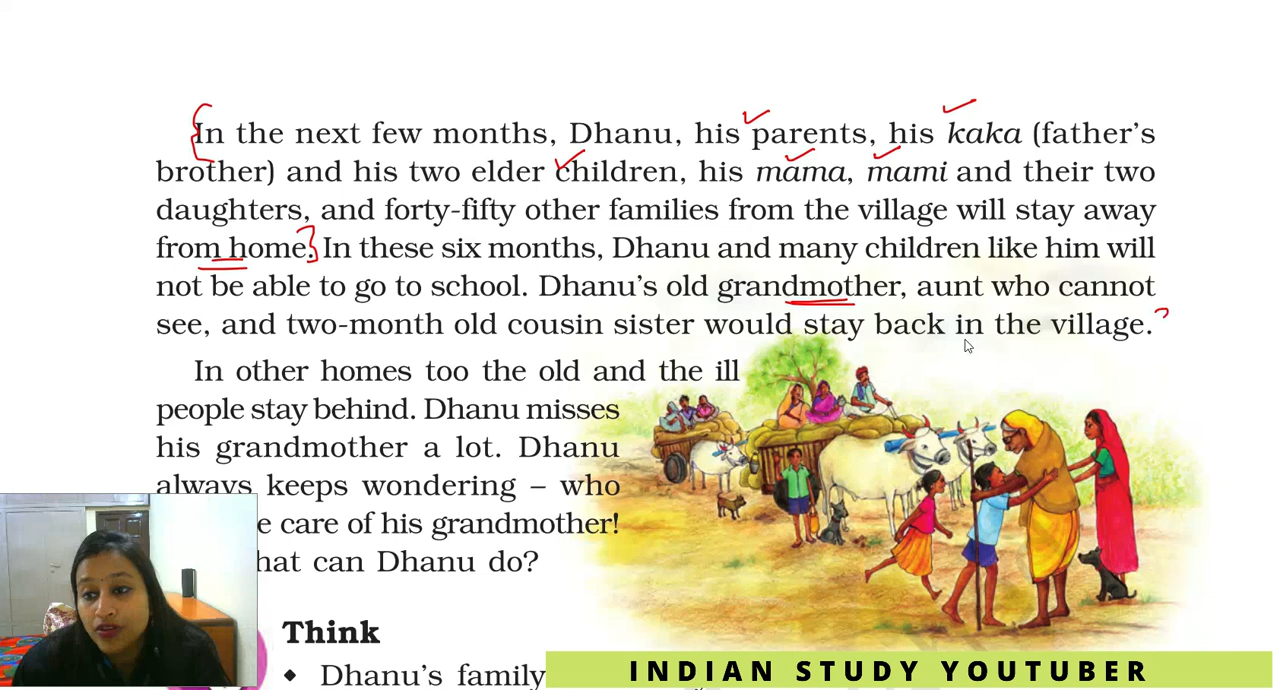 In the next few months, Dhanu, his parents, his kaka (father's
brother) and his two elder children, his mama, mami and their two
daughters, and forty-fifty other families from the village will stay away
from home. In these six months, Dhanu and many children like him will
not be able to go to school. Dhanu's old grandmother, aunt who cannot
see, and two-month old cousin sister would stay back in the village.
In other homes too the old and the ill
people stay behind. Dhanu misses
his grandmother a lot. Dhanu
always keeps wondering – who
care of his grandmother!
can Dhanu do?
Think
◆ Dhanu's family
INDIAN STUDY YOUTUBER